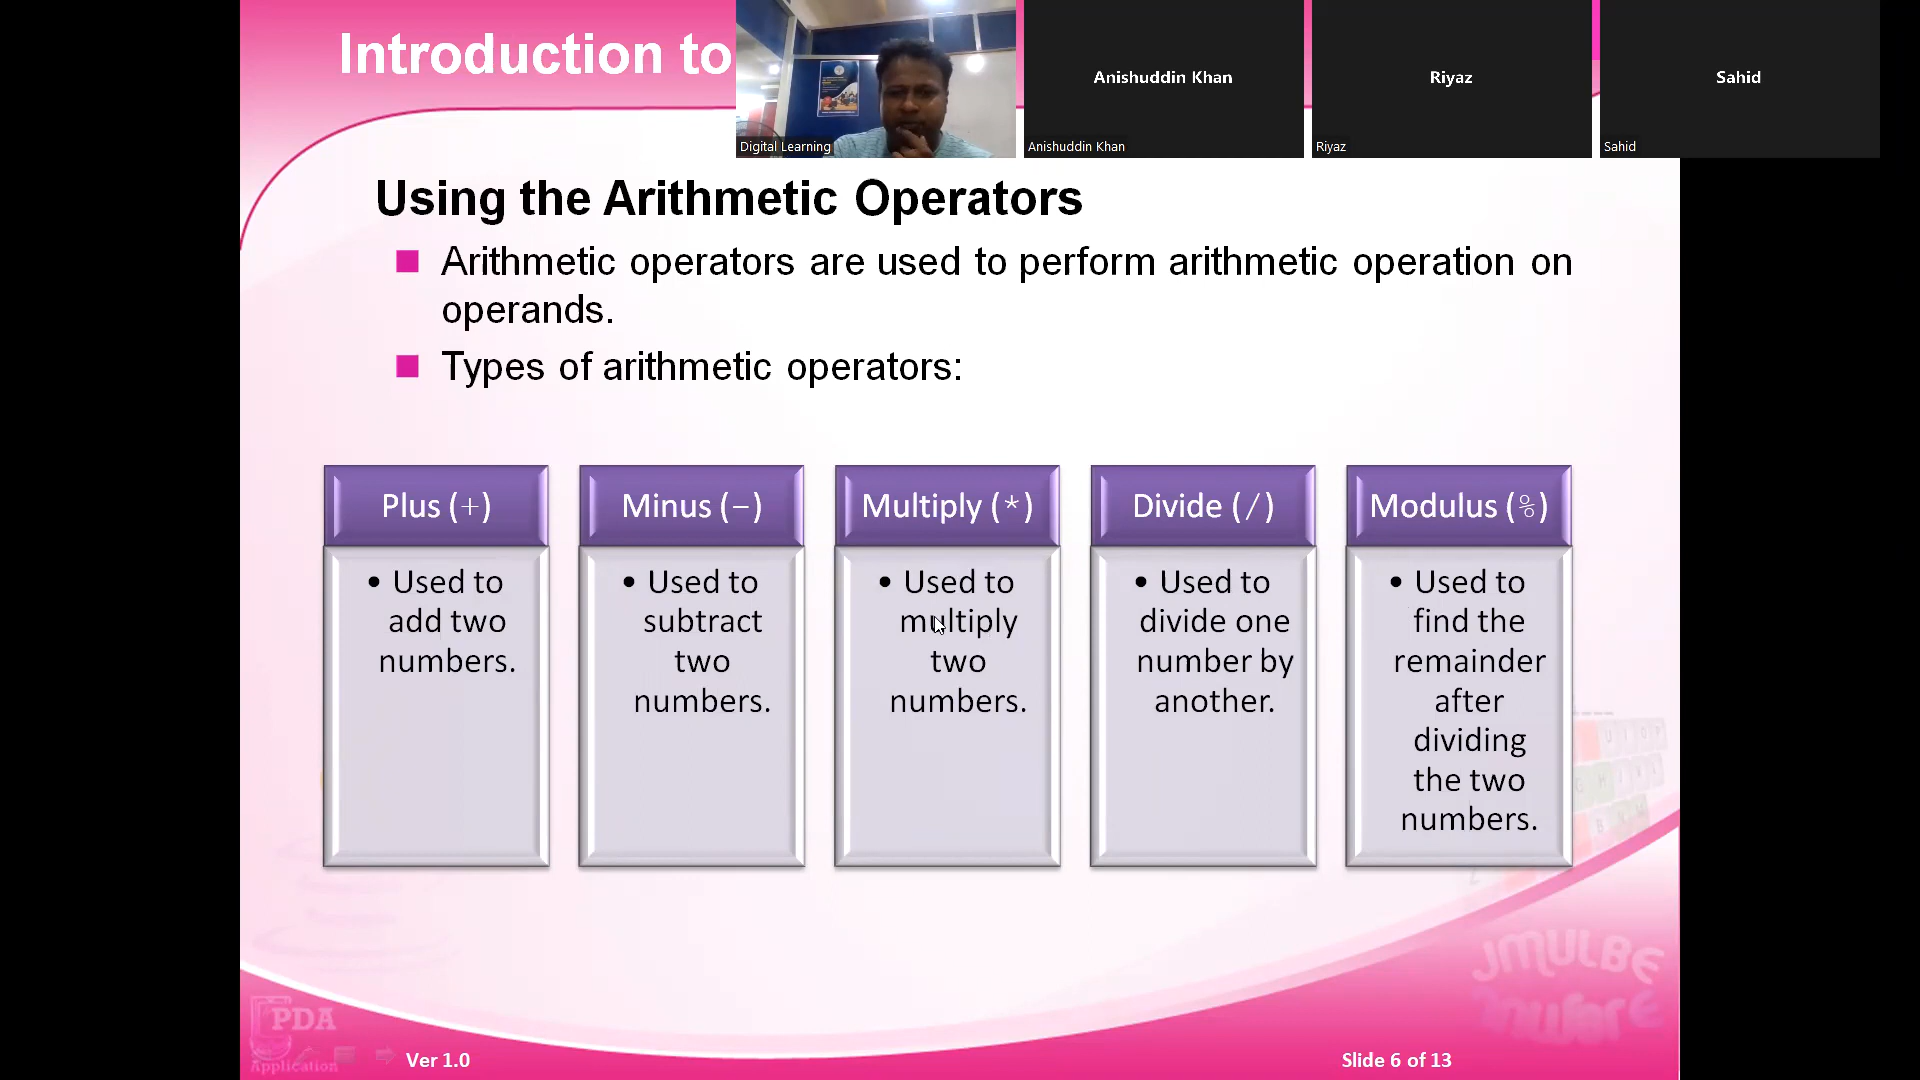 Introduction to
Anishuddin Khan
Riyaz
Sahid
Digital Learning
Anishuddin Khan
Riyaz
Sahid
Using the Arithmetic Operators
Arithmetic operators are used to perform arithmetic operation on
operands.
Types of arithmetic operators:
Plus (+)
• Used to
add two
numbers.
Minus (−)
• Used to
subtract
two
numbers.
Multiply (*)
• Used to
multiply
two
numbers.
Divide (/)
• Used to
divide one
number by
another.
Modulus (%)
• Used to
find the
remainder
after
dividing
the two
numbers.
PDA
Application
Ver 1.0
Slide 6 of 13